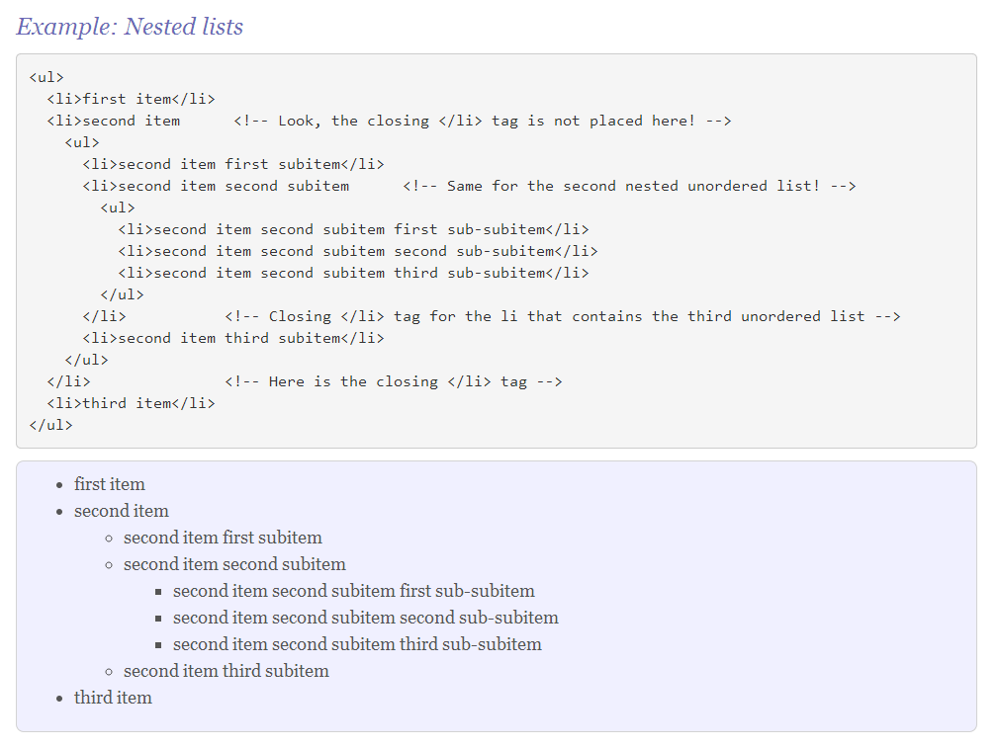 Example: Nested lists
<ul>
  <li>first item</li>
  <li>second item      <!-- Look, the closing </li> tag is not placed here! -->
    <ul>
      <li>second item first subitem</li>
      <li>second item second subitem      <!-- Same for the second nested unordered list! -->
        <ul>
          <li>second item second subitem first sub-subitem</li>
          <li>second item second subitem second sub-subitem</li>
          <li>second item second subitem third sub-subitem</li>
        </ul>
      </li>           <!-- Closing </li> tag for the li that contains the third unordered list -->
      <li>second item third subitem</li>
    </ul>
  </li>               <!-- Here is the closing </li> tag -->
  <li>third item</li>
</ul>
• first item
• second item
◦ second item first subitem
◦ second item second subitem
▪ second item second subitem first sub-subitem
▪ second item second subitem second sub-subitem
▪ second item second subitem third sub-subitem
◦ second item third subitem
• third item